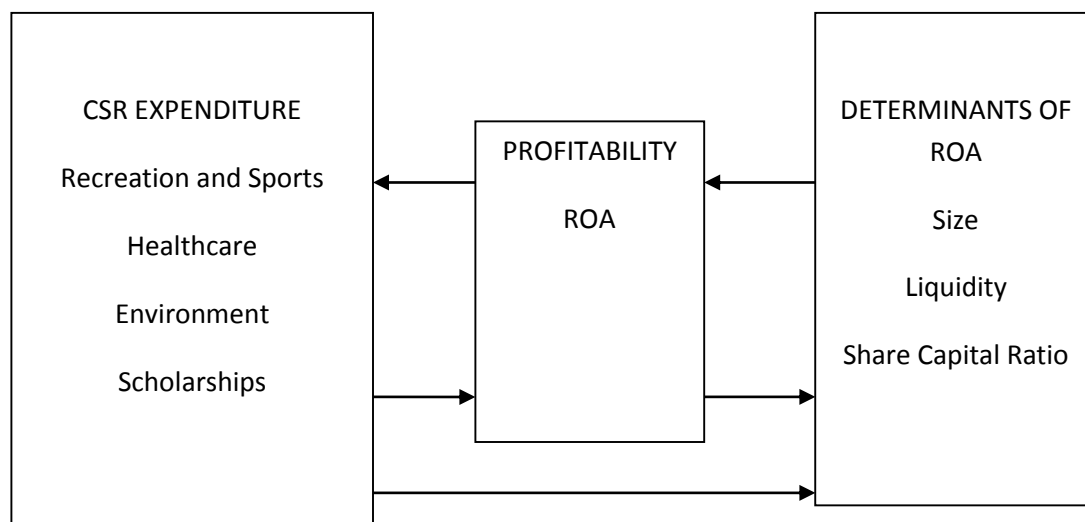 CSR EXPENDITURE
Recreation and Sports
Healthcare
Environment
Scholarships
PROFITABILITY
ROA
DETERMINANTS OF
ROA
Size
Liquidity
Share Capital Ratio